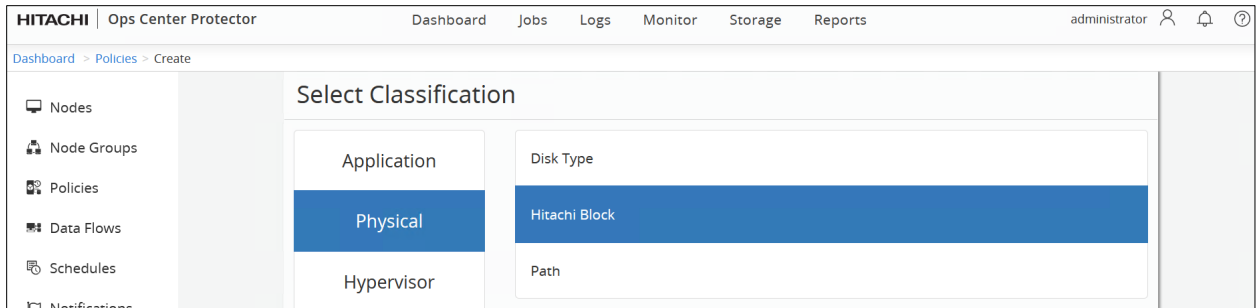 HITACHI Ops Center Protector Dashboard Jobs Logs Monitor Storage Reports administrator
Dashboard > Policies > Create
Select Classification
Nodes
Node Groups
Policies
Data Flows
Schedules
Notifications
Application
Physical
Hypervisor
Disk Type
Hitachi Block
Path